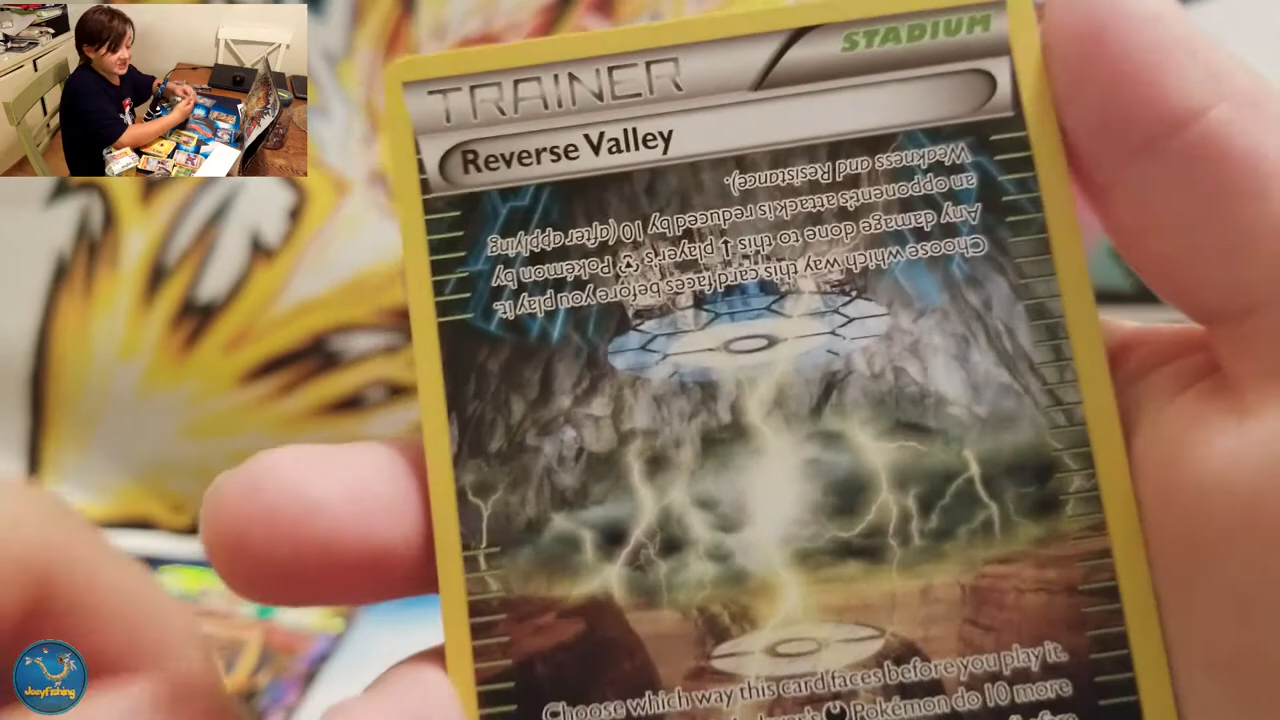 TRAINER
STADIUM
Reverse Valley
Choose which way this card faces before you play it.
Any damage done to this ↑ player's Pokémon by
an opponent's attack is reduced by 10 (after applying
Weakness and Resistance).
Choose which way this card faces before you play it.
player's Pokémon do 10 more
JoeyFishing